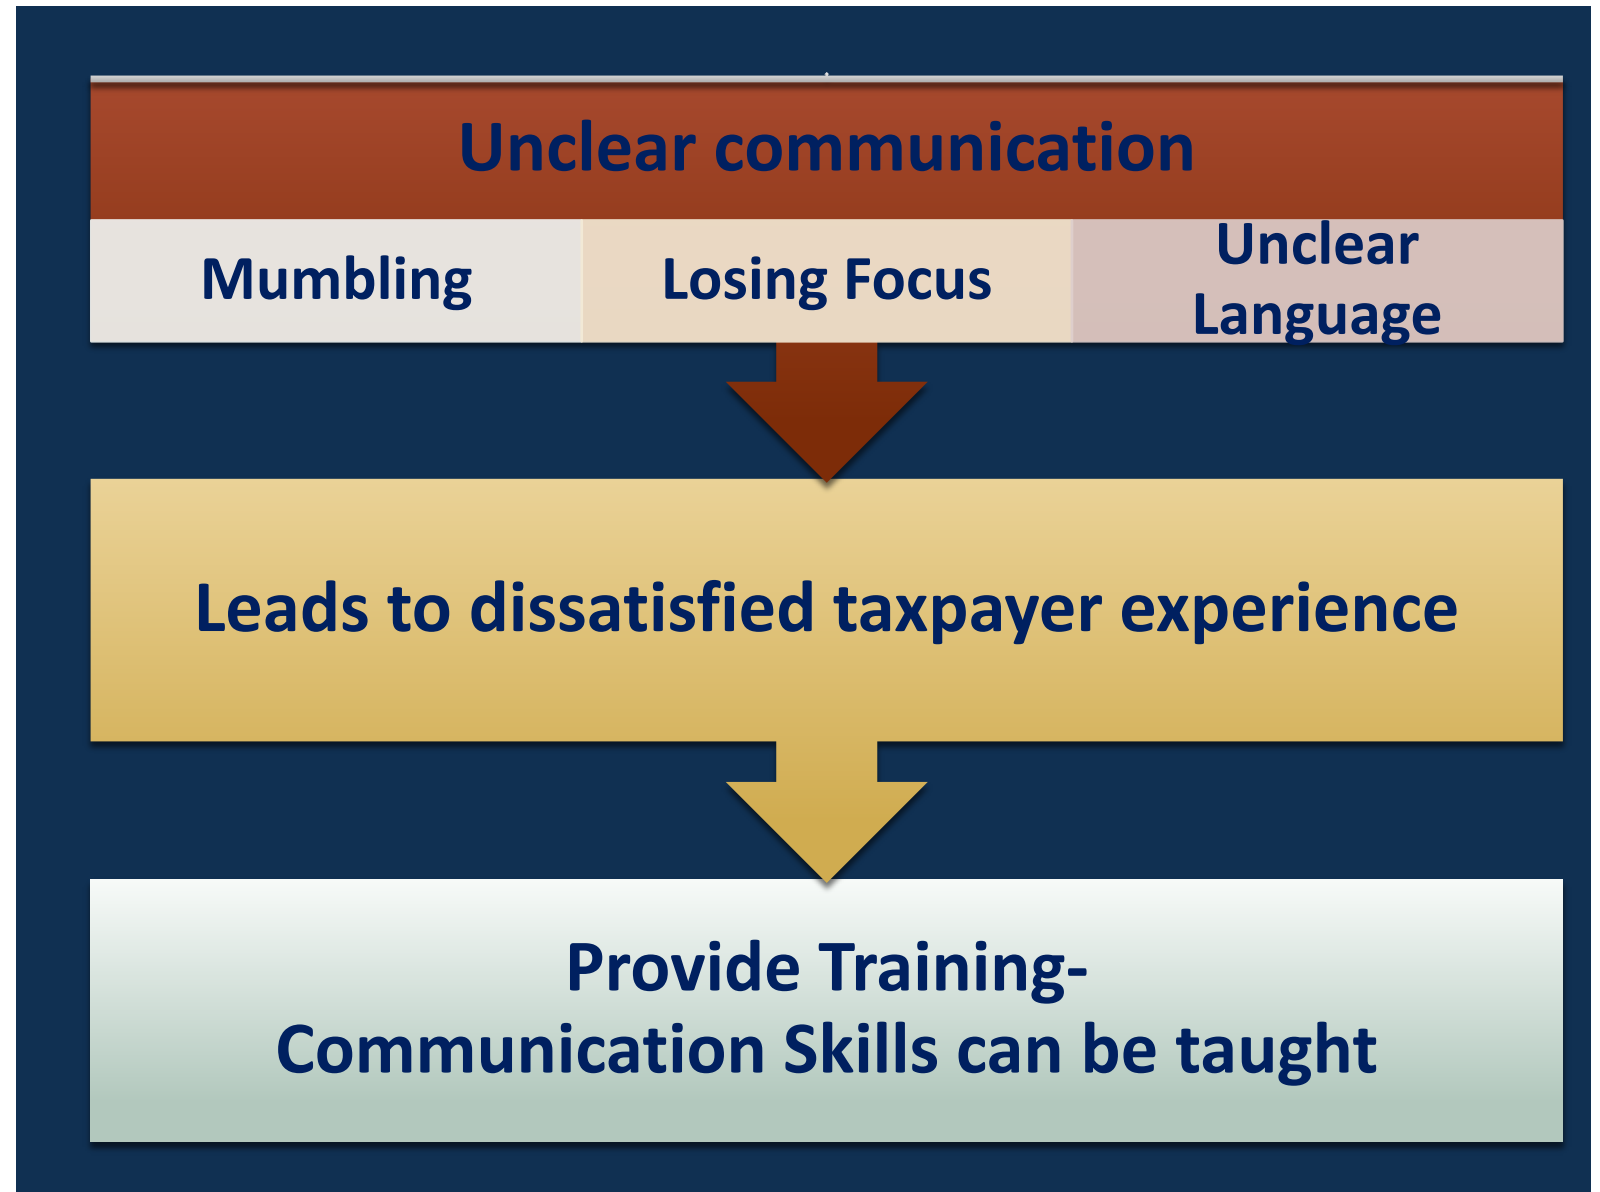 Unclear communication
Mumbling
Losing Focus
Unclear
Language
Leads to dissatisfied taxpayer experience
Provide Training-
Communication Skills can be taught